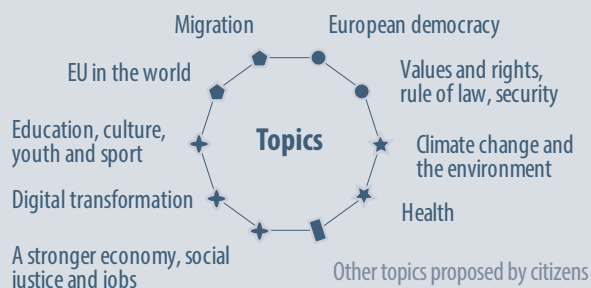 Migration
European democracy
EU in the world
Values and rights,
rule of law, security
Education, culture,
youth and sport
Topics
Climate change and
the environment
Digital transformation
Health
A stronger economy, social
justice and jobs
Other topics proposed by citizens